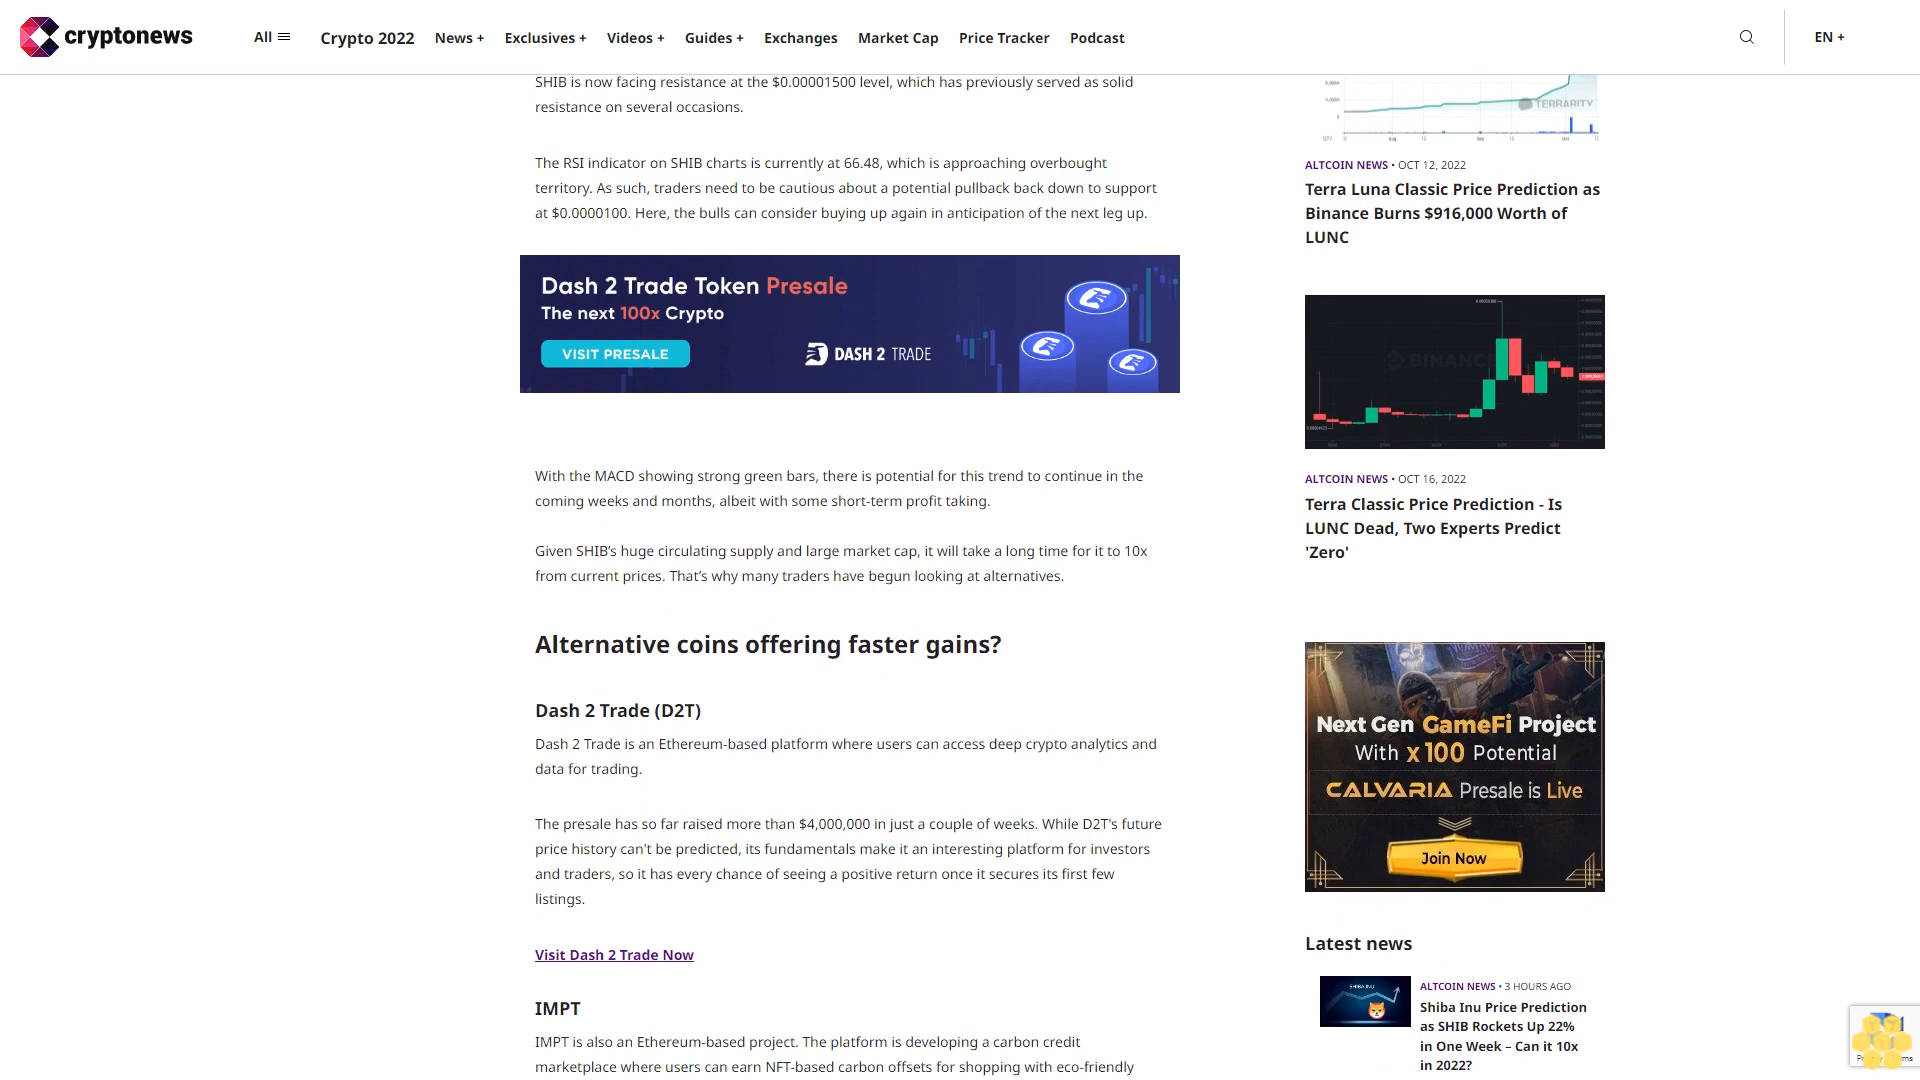 cryptonews
All
Crypto 2022
News +
Exclusives +
Videos +
Guides +
Exchanges
Market Cap
Price Tracker
Podcast
EN +
SHIB is now facing resistance at the $0.00001500 level, which has previously served as solid
resistance on several occasions.
The RSI indicator on SHIB charts is currently at 66.48, which is approaching overbought
territory. As such, traders need to be cautious about a potential pullback back down to support
at $0.0000100. Here, the bulls can consider buying up again in anticipation of the next leg up.
Dash 2 Trade Token Presale
The next 100x Crypto
VISIT PRESALE
DASH 2 TRADE
With the MACD showing strong green bars, there is potential for this trend to continue in the
coming weeks and months, albeit with some short-term profit taking.
Given SHIB’s huge circulating supply and large market cap, it will take a long time for it to 10x
from current prices. That’s why many traders have begun looking at alternatives.
Alternative coins offering faster gains?
Dash 2 Trade (D2T)
Dash 2 Trade is an Ethereum-based platform where users can access deep crypto analytics and
data for trading.
The presale has so far raised more than $4,000,000 in just a couple of weeks. While D2T's future
price history can't be predicted, its fundamentals make it an interesting platform for investors
and traders, so it has every chance of seeing a positive return once it secures its first few
listings.
Visit Dash 2 Trade Now
IMPT
IMPT is also an Ethereum-based project. The platform is developing a carbon credit
marketplace where users can earn NFT-based carbon offsets for shopping with eco-friendly
TERRARITY
ALTCOIN NEWS • OCT 12, 2022
Terra Luna Classic Price Prediction as
Binance Burns $916,000 Worth of
LUNC
BINANCE
ALTCOIN NEWS • OCT 16, 2022
Terra Classic Price Prediction - Is
LUNC Dead, Two Experts Predict
'Zero'
Next Gen GameFi Project
With x100 Potential
CALVARIA Presale is Live
Join Now
Latest news
SHIBA INU
ALTCOIN NEWS • 3 HOURS AGO
Shiba Inu Price Prediction
as SHIB Rockets Up 22%
in One Week – Can it 10x
in 2022?